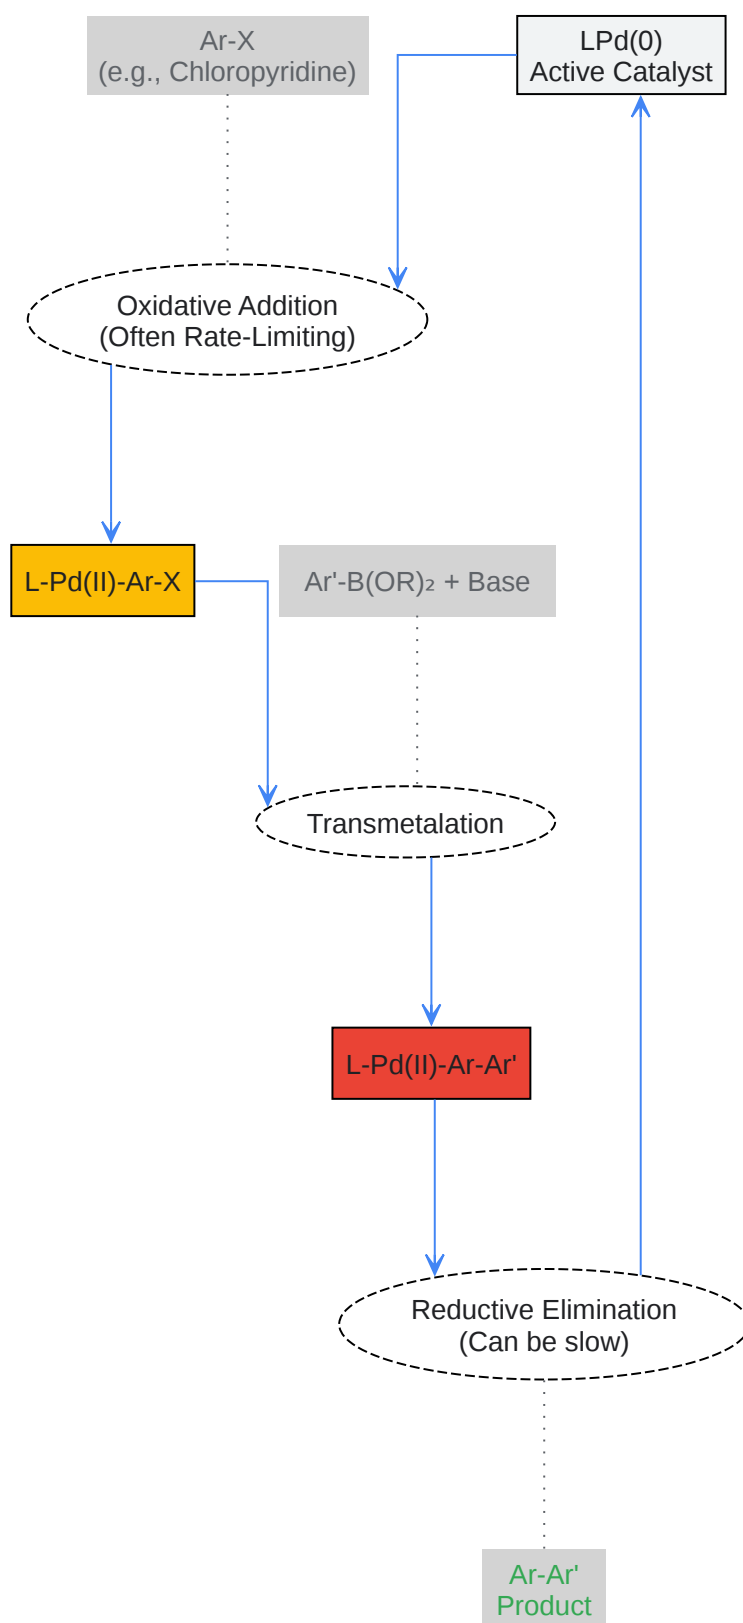 Ar-X
(e.g., Chloropyridine)
LPd(0)
Active Catalyst
Oxidative Addition
(Often Rate-Limiting)
L-Pd(II)-Ar-X
Ar'-B(OR)₂ + Base
Transmetalation
L-Pd(II)-Ar-Ar'
Reductive Elimination
(Can be slow)
Ar-Ar'
Product